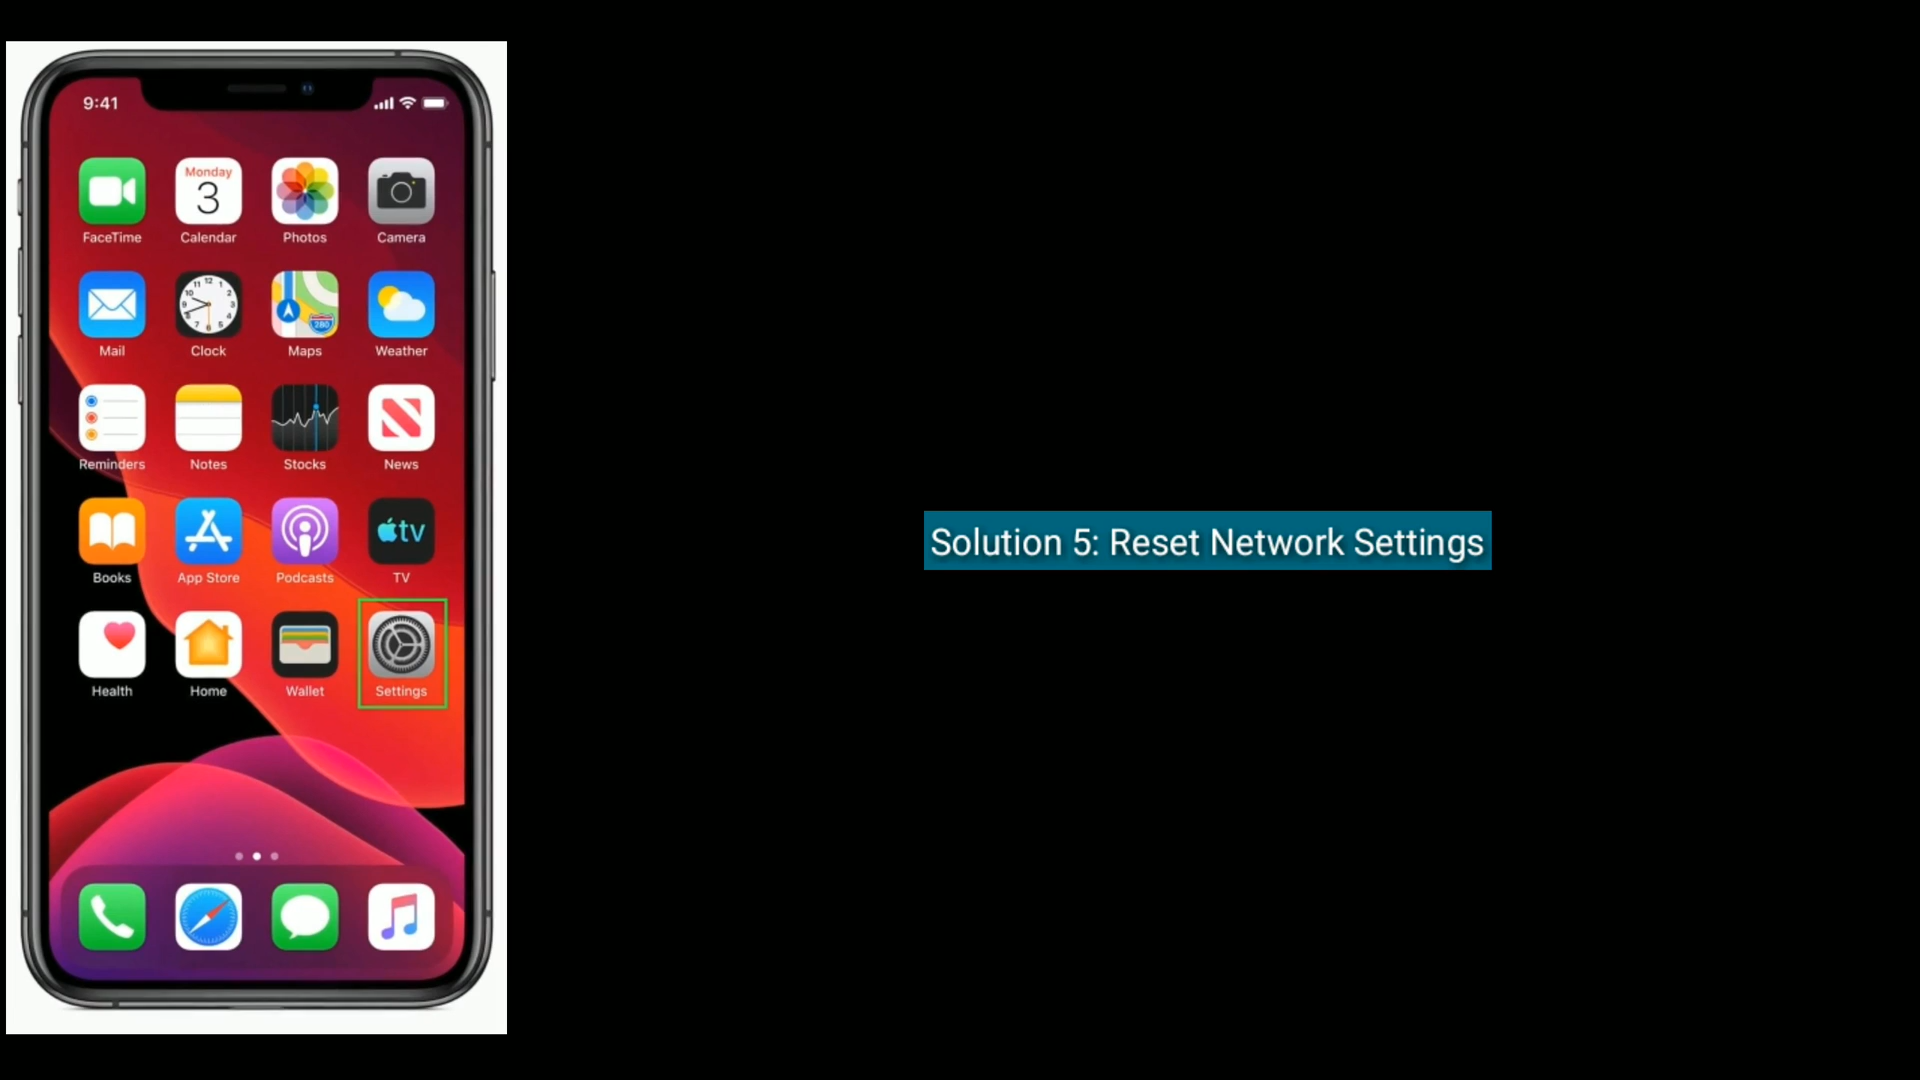 9:41
Monday
3
FaceTime Calendar Photos Camera
280
Mail Clock Maps Weather
Reminders Notes Stocks News
tv
Books App Store Podcasts TV
Health Home Wallet Settings
Solution 5: Reset Network Settings